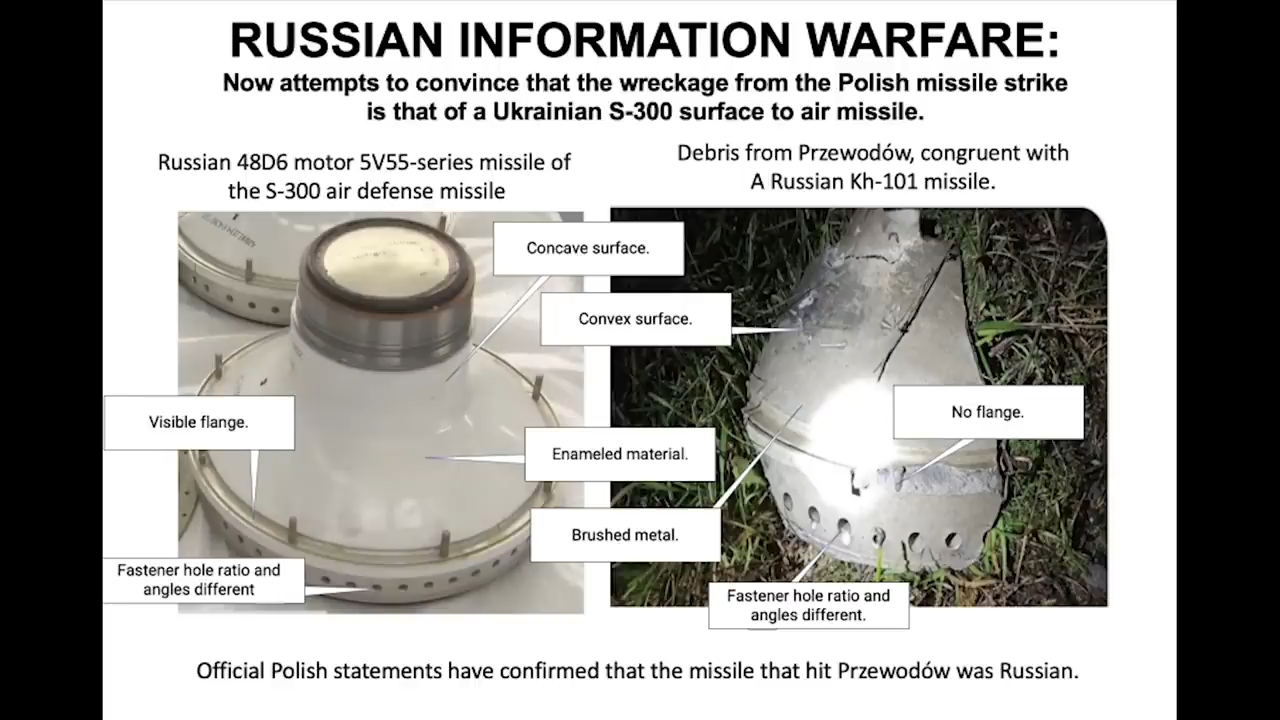 RUSSIAN INFORMATION WARFARE:
Now attempts to convince that the wreckage from the Polish missile strike
is that of a Ukrainian S-300 surface to air missile.
Russian 48D6 motor 5V55-series missile of
the S-300 air defense missile
Debris from Przewodów, congruent with
A Russian Kh-101 missile.
Concave surface.
Convex surface.
Visible flange.
No flange.
Enameled material.
Brushed metal.
Fastener hole ratio and
angles different
Fastener hole ratio and
angles different.
Official Polish statements have confirmed that the missile that hit Przewodów was Russian.